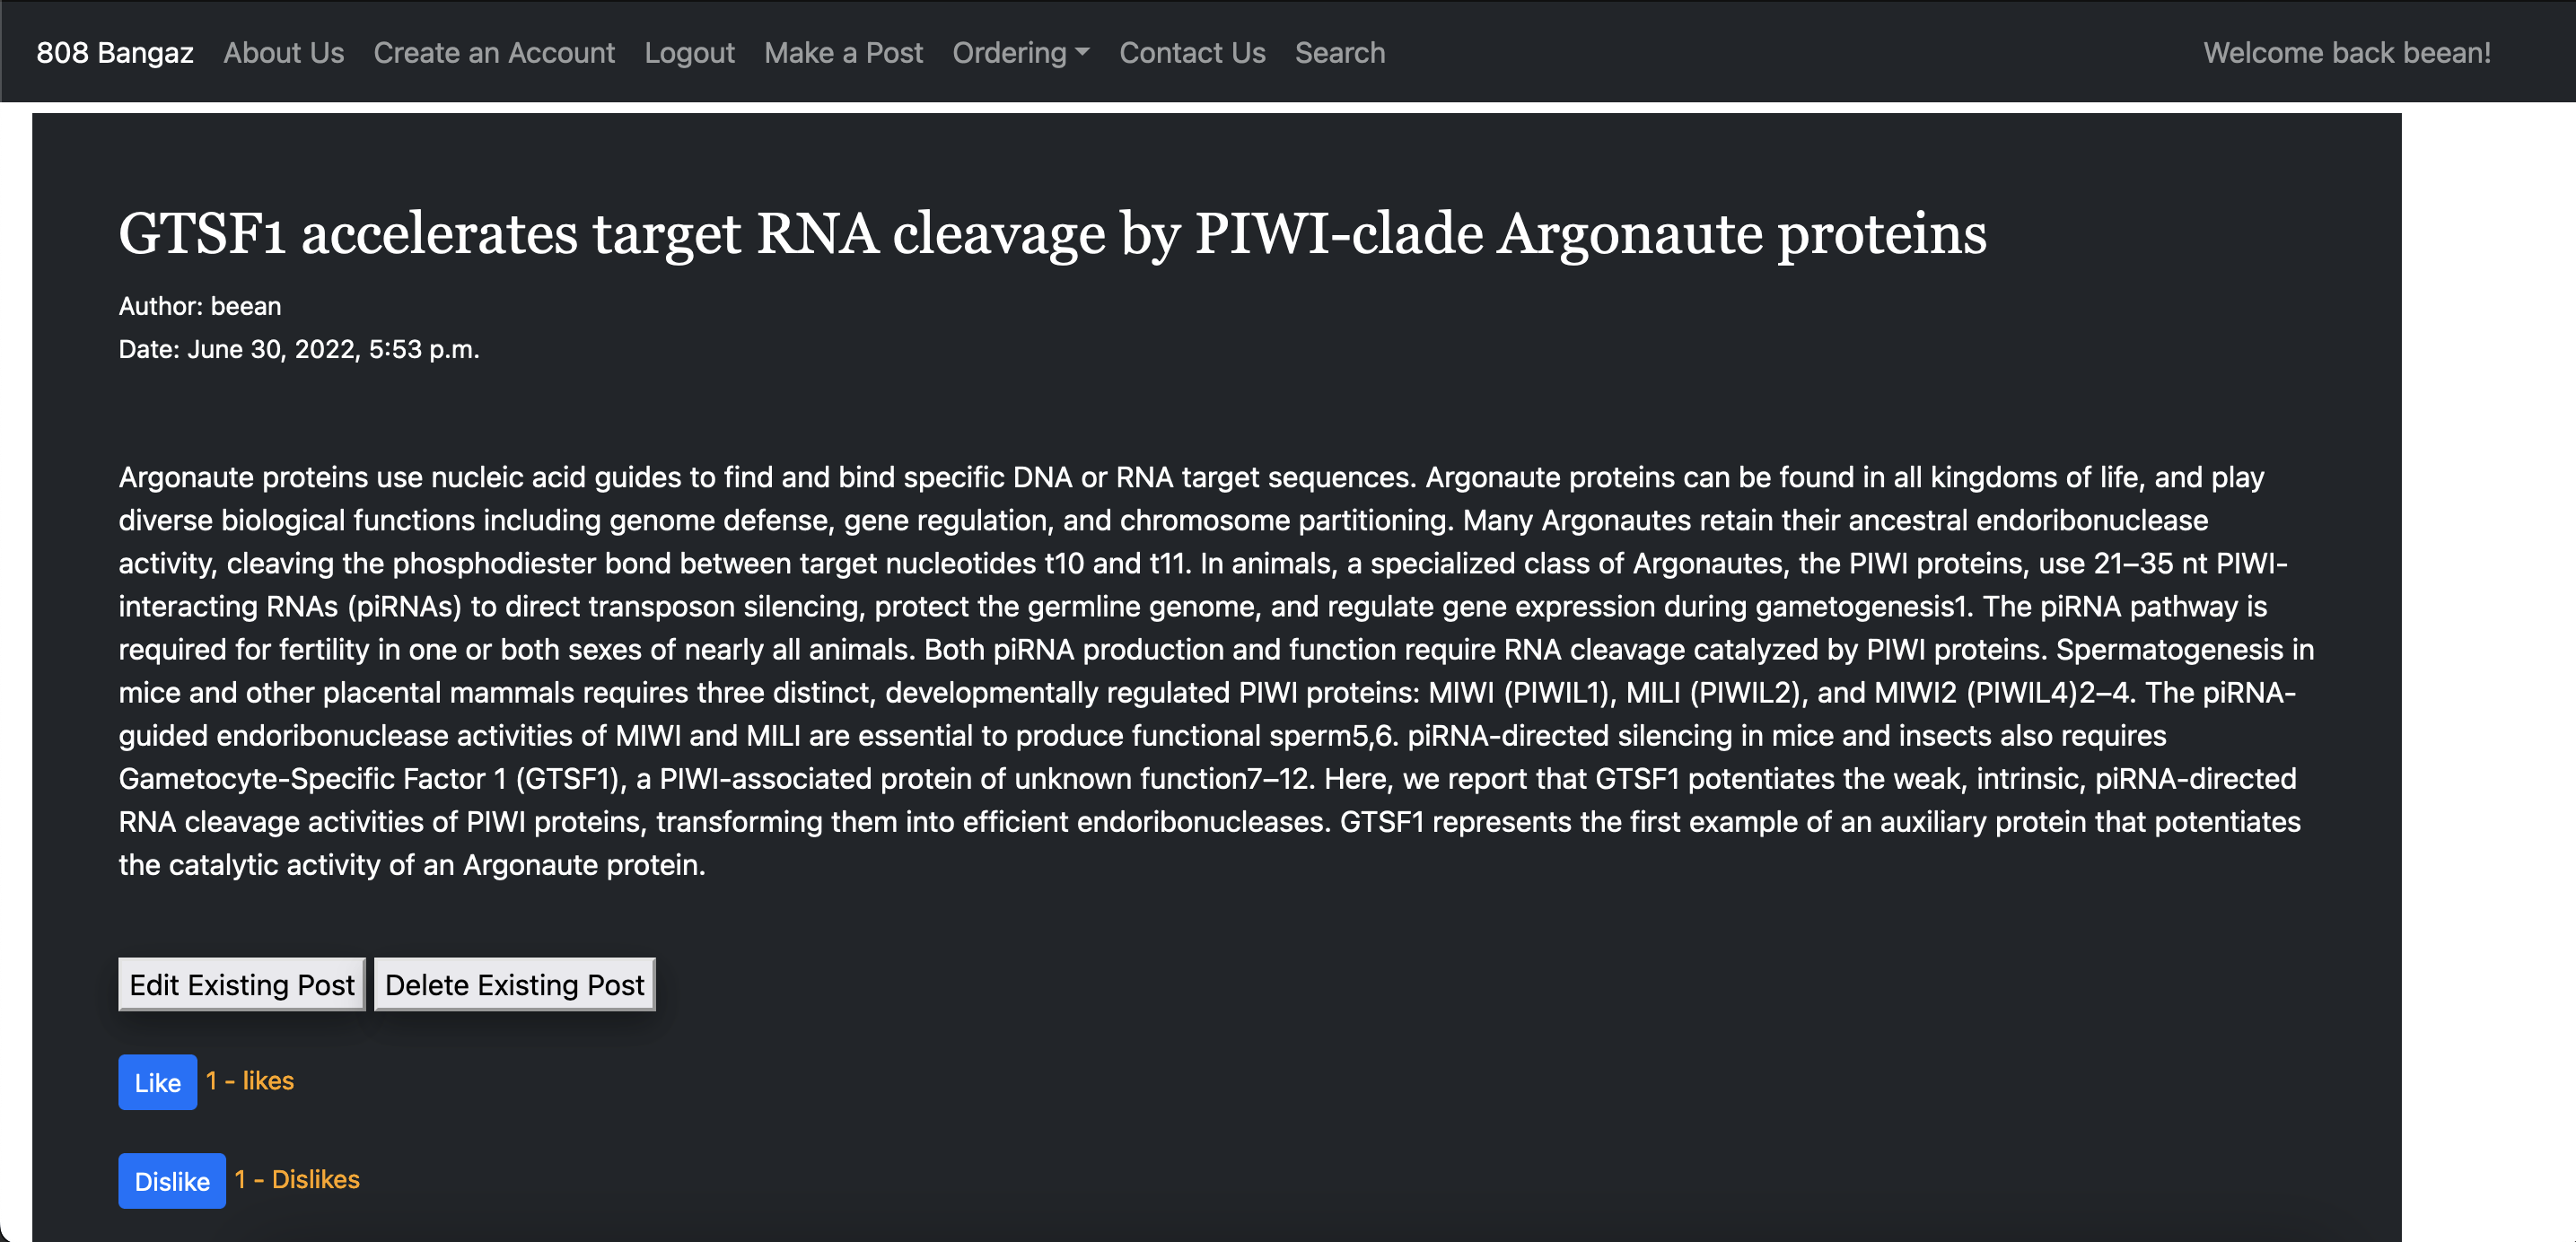 808 Bangaz About Us Create an Account Logout Make a Post Ordering Contact Us Search Welcome back beean!
GTSF1 accelerates target RNA cleavage by PIWI-clade Argonaute proteins
Author: beean
Date: June 30, 2022, 5:53 p.m.
Argonaute proteins use nucleic acid guides to find and bind specific DNA or RNA target sequences. Argonaute proteins can be found in all kingdoms of life, and play
diverse biological functions including genome defense, gene regulation, and chromosome partitioning. Many Argonautes retain their ancestral endoribonuclease
activity, cleaving the phosphodiester bond between target nucleotides t10 and t11. In animals, a specialized class of Argonautes, the PIWI proteins, use 21–35 nt PIWI-
interacting RNAs (piRNAs) to direct transposon silencing, protect the germline genome, and regulate gene expression during gametogenesis1. The piRNA pathway is
required for fertility in one or both sexes of nearly all animals. Both piRNA production and function require RNA cleavage catalyzed by PIWI proteins. Spermatogenesis in
mice and other placental mammals requires three distinct, developmentally regulated PIWI proteins: MIWI (PIWIL1), MILI (PIWIL2), and MIWI2 (PIWIL4)2–4. The piRNA-
guided endoribonuclease activities of MIWI and MILI are essential to produce functional sperm5,6. piRNA-directed silencing in mice and insects also requires
Gametocyte-Specific Factor 1 (GTSF1), a PIWI-associated protein of unknown function7–12. Here, we report that GTSF1 potentiates the weak, intrinsic, piRNA-directed
RNA cleavage activities of PIWI proteins, transforming them into efficient endoribonucleases. GTSF1 represents the first example of an auxiliary protein that potentiates
the catalytic activity of an Argonaute protein.
Edit Existing Post Delete Existing Post
Like 1 - likes
Dislike 1 - Dislikes